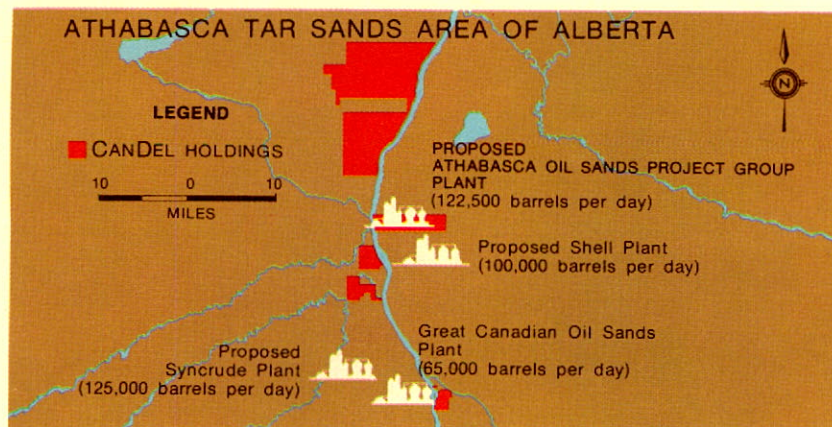 ATHABASCA TAR SANDS AREA OF ALBERTA
N
LEGEND
CANDEL HOLDINGS
10 0 10
MILES
PROPOSED
ATHABASCA OIL SANDS PROJECT GROUP
PLANT
(122,500 barrels per day)
Proposed Shell Plant
(100,000 barrels per day)
Great Canadian Oil Sands
Plant
(65,000 barrels per day)
Proposed
Syncrude Plant
(125,000 barrels per day)